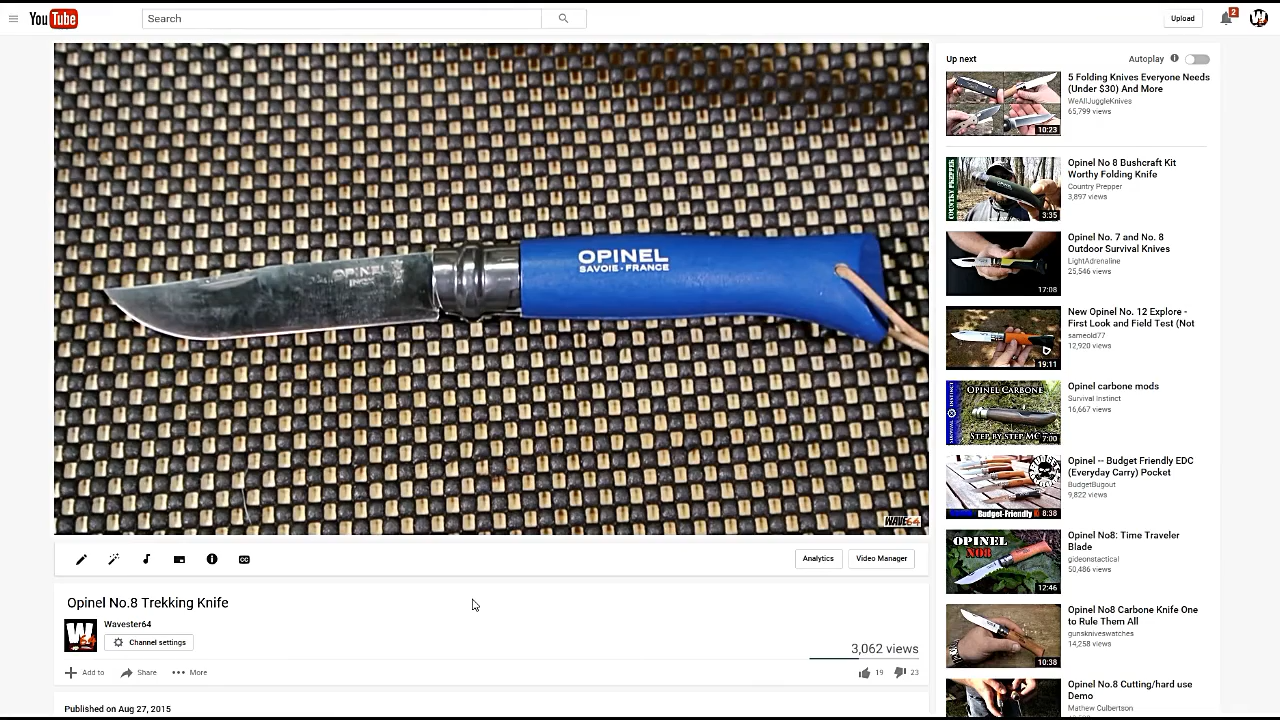 YouTube
Search
Upload
2
OPINEL
INOX
OPINEL
SAVOIE - FRANCE
WAVE64
Analytics
Video Manager
Opinel No.8 Trekking Knife
Wavester64
Channel settings
3,062 views
Add to
Share
More
19
23
Published on Aug 27, 2015
Up next
Autoplay
5 Folding Knives Everyone Needs
(Under $30) And More
WeAllJuggleKnives
65,799 views
10:23
Opinel No 8 Bushcraft Kit
Worthy Folding Knife
Country Prepper
3,897 views
COUNTRY PREPPER
3:35
Opinel No. 7 and No. 8
Outdoor Survival Knives
LightAdrenaline
25,546 views
17:08
New Opinel No. 12 Explore -
First Look and Field Test (Not
sameold77
12,920 views
19:11
Opinel carbone mods
Survival Instinct
16,667 views
OPINEL CARBONE
STEP BY STEP
7:00
Opinel -- Budget Friendly EDC
(Everyday Carry) Pocket
BudgetBugout
9,822 views
Budget-Friendly
8:38
Opinel No8: Time Traveler
Blade
gideonstactical
50,486 views
OPINEL
NO8
12:46
Opinel No8 Carbone Knife One
to Rule Them All
gunskniveswatches
14,258 views
10:38
Opinel No.8 Cutting/hard use
Demo
Mathew Culbertson